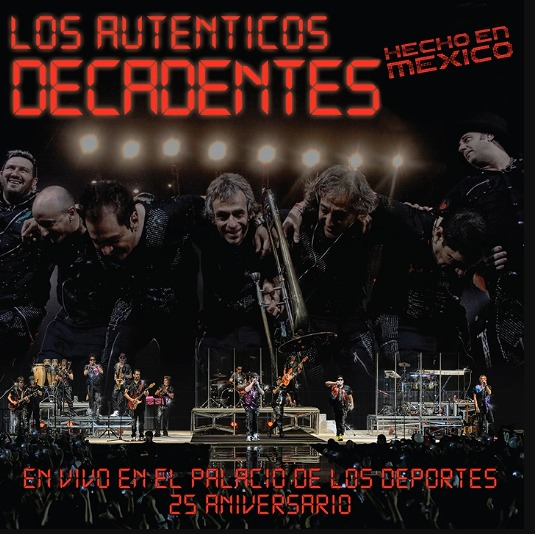 LOS AUTENTICOS
DECADENTES
HECHO EN
MEXICO
EN VIVO EN EL PALACIO DE LOS DEPORTES
25 ANIVERSARIO